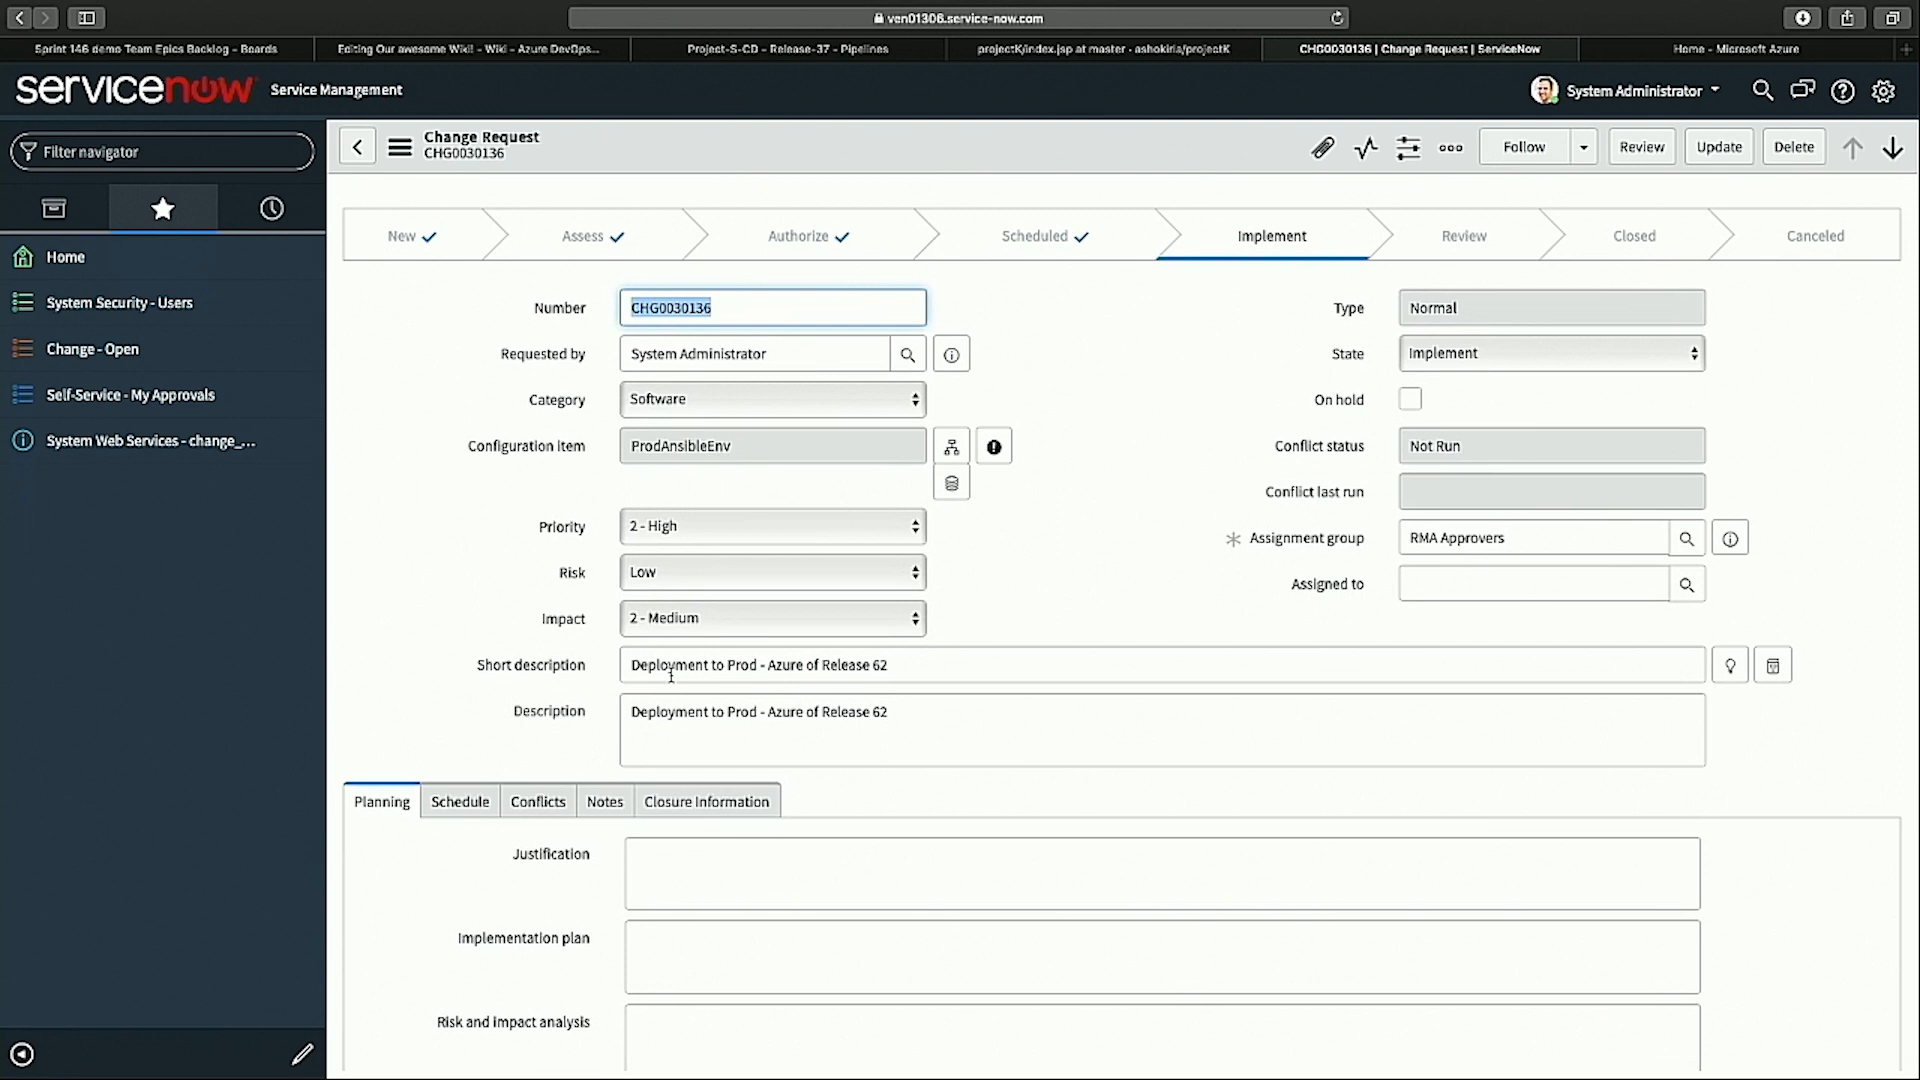 ven01306.service-now.com
Sprint 146 demo Team Epics Backlog - Boards
Editing Our awesome Wiki! - Wiki - Azure DevOps...
Project-S-CD - Release-37 - Pipelines
projectK/index.jsp at master · ashokirla/projectK
CHG0030136 | Change Request | ServiceNow
Home - Microsoft Azure
servicenow Service Management
System Administrator
Filter navigator
Home
System Security - Users
Change - Open
Self-Service - My Approvals
System Web Services - change_...
Change Request
CHG0030136
Follow
Review
Update
Delete
New
Assess
Authorize
Scheduled
Implement
Review
Closed
Canceled
Number CHG0030136
Type Normal
Requested by System Administrator
State Implement
Category Software
On hold
Configuration item ProdAnsibleEnv
Conflict status Not Run
Conflict last run
Priority 2 - High
Assignment group RMA Approvers
Risk Low
Assigned to
Impact 2 - Medium
Short description Deployment to Prod - Azure of Release 62
Description Deployment to Prod - Azure of Release 62
Planning
Schedule
Conflicts
Notes
Closure Information
Justification
Implementation plan
Risk and impact analysis